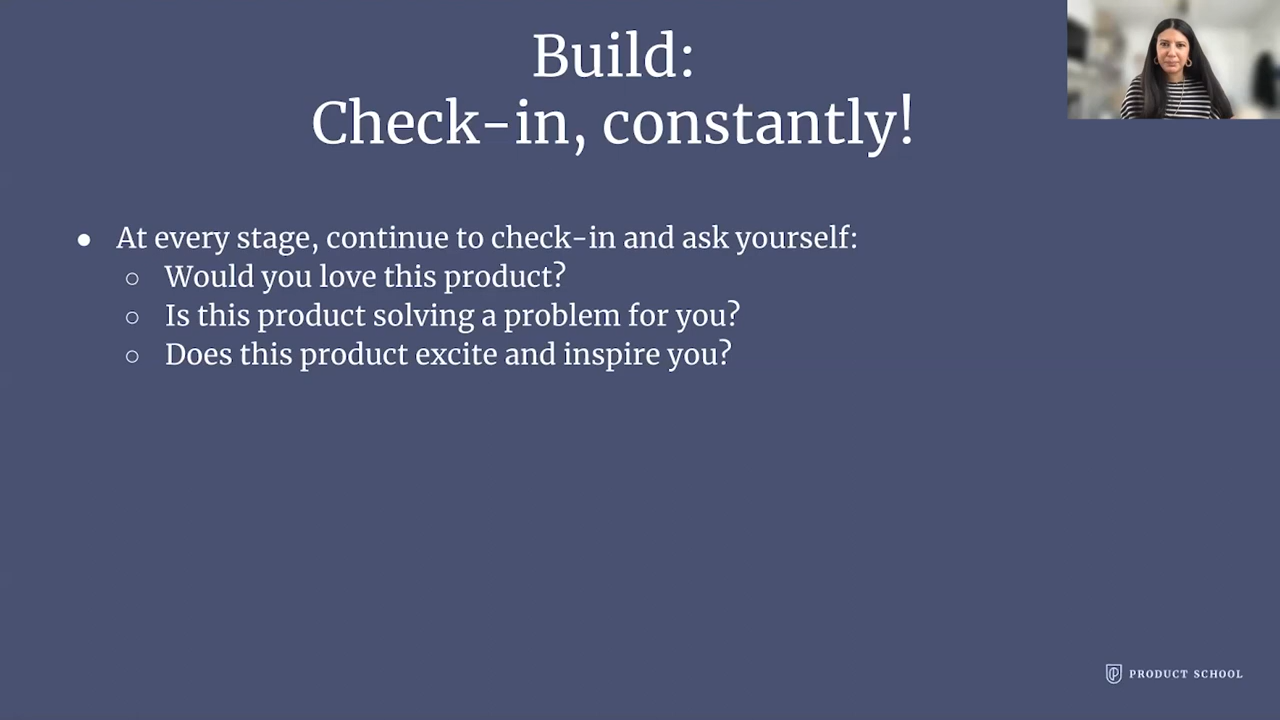 Build:
Check-in, constantly!
● At every stage, continue to check-in and ask yourself:
○ Would you love this product?
○ Is this product solving a problem for you?
○ Does this product excite and inspire you?
PRODUCT SCHOOL